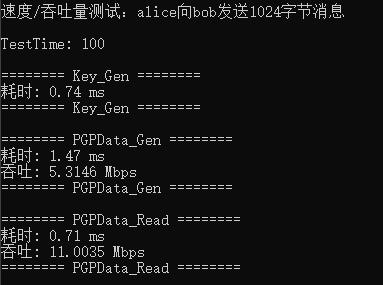 速度/吞吐量测试：alice向bob发送1024字节消息
TestTime: 100
======== Key_Gen ========
耗时: 0.74 ms
======== Key_Gen ========
======== PGPData_Gen ========
耗时: 1.47 ms
吞吐: 5.3146 Mbps
======== PGPData_Gen ========
======== PGPData_Read ========
耗时: 0.71 ms
吞吐: 11.0035 Mbps
======== PGPData_Read ========